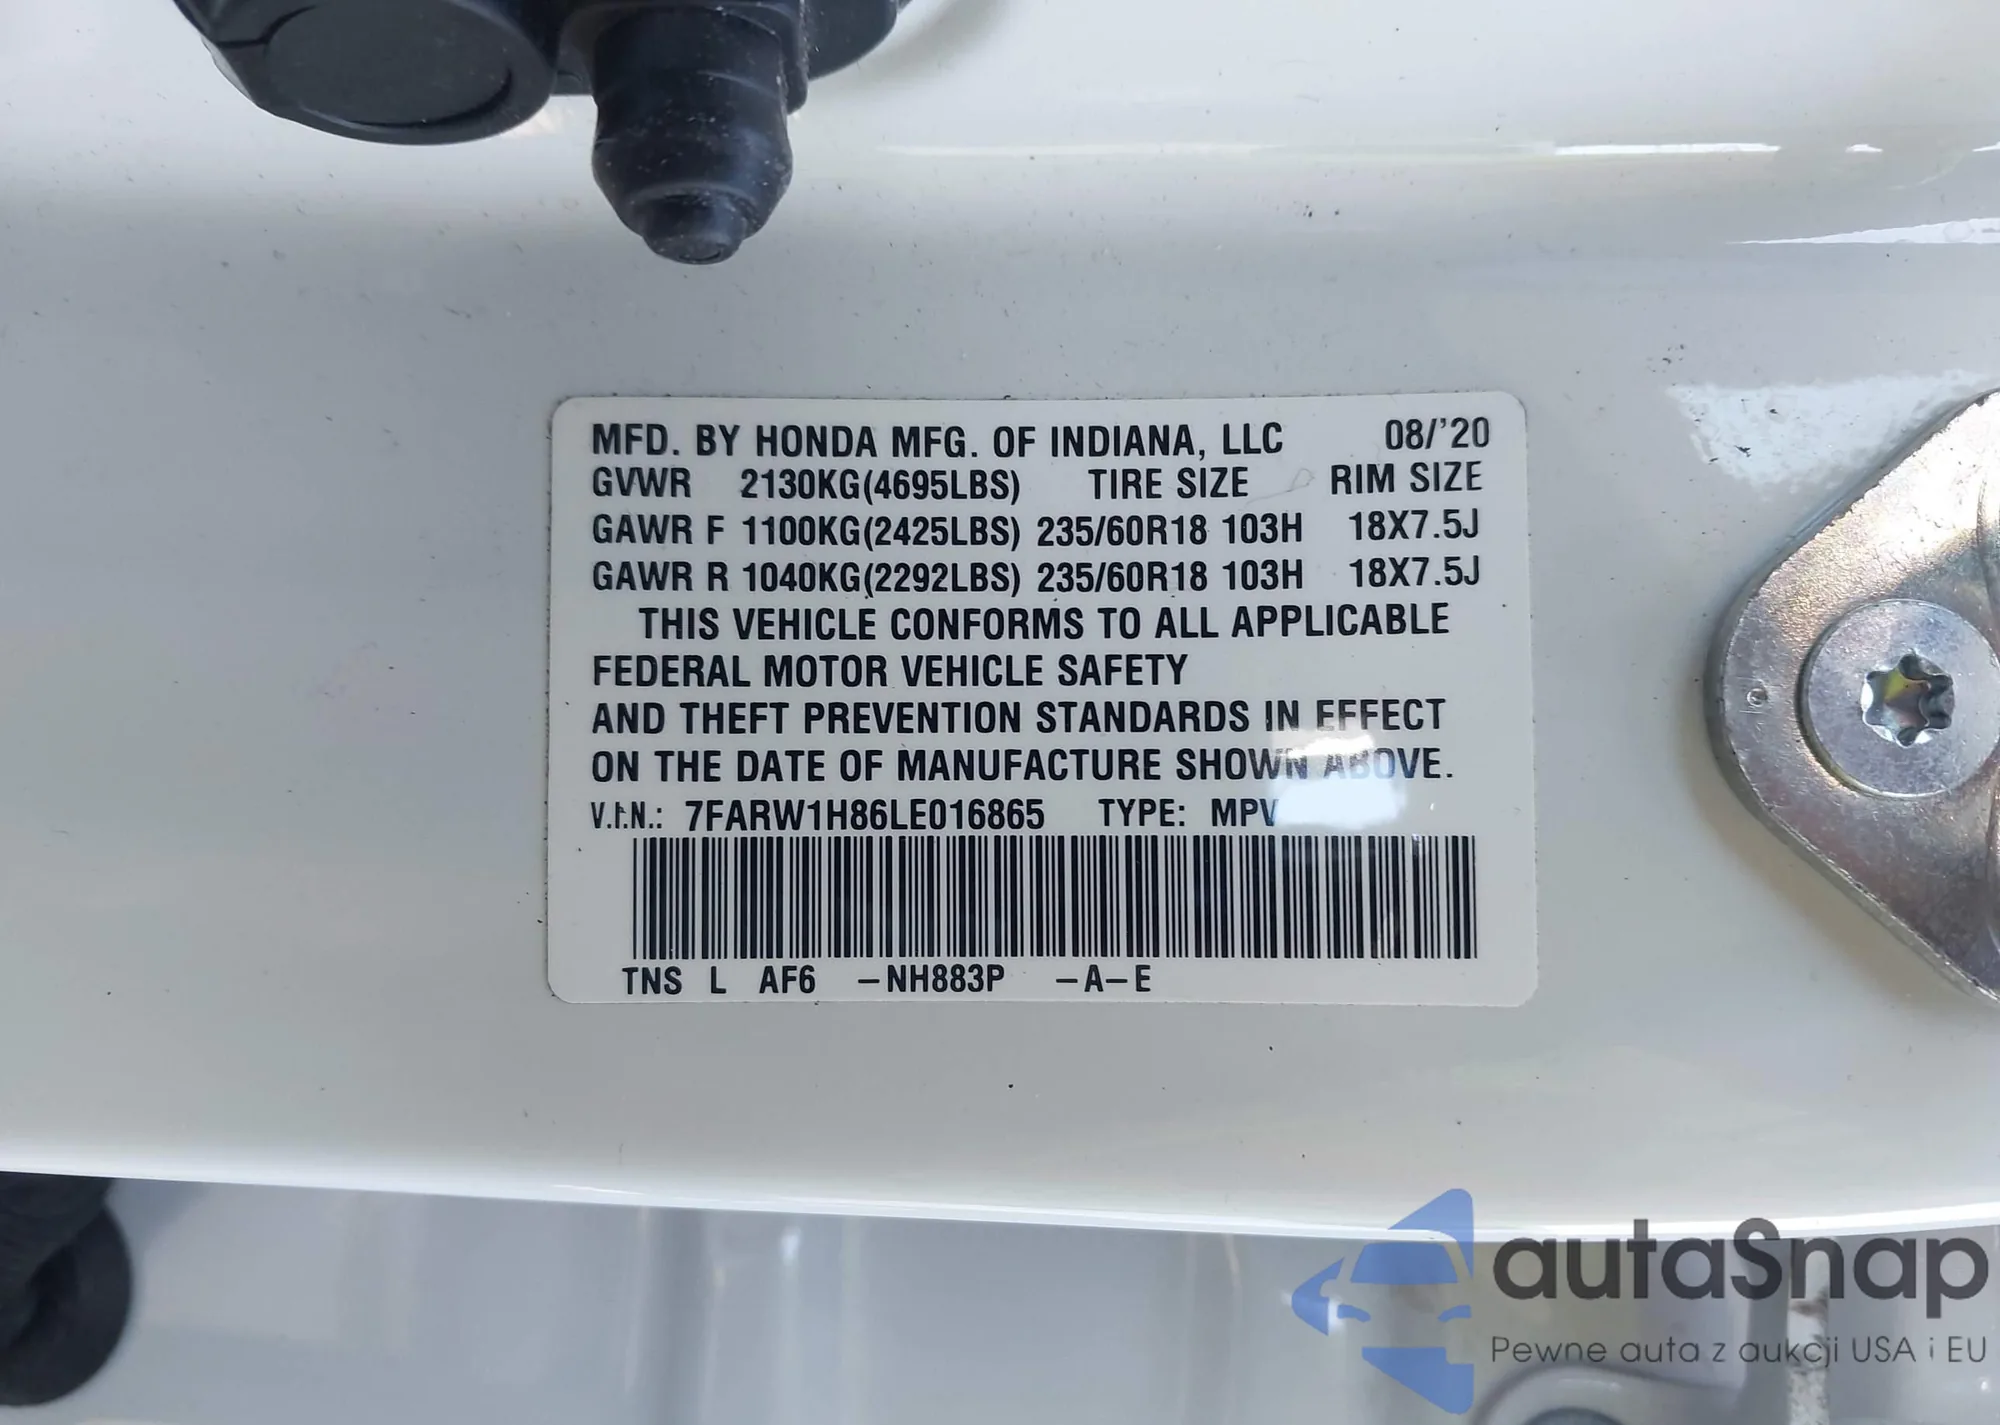 MFD. BY HONDA MFG. OF INDIANA, LLC 08/'20
GVWR 2130KG(4695LBS) TIRE SIZE RIM SIZE
GAWR F 1100KG(2425LBS) 235/60R18 103H 18X7.5J
GAWR R 1040KG(2292LBS) 235/60R18 103H 18X7.5J
THIS VEHICLE CONFORMS TO ALL APPLICABLE
FEDERAL MOTOR VEHICLE SAFETY
AND THEFT PREVENTION STANDARDS IN EFFECT
ON THE DATE OF MANUFACTURE SHOWN ABOVE.
V.I.N.: 7FARW1H86LE016865 TYPE: MPV
TNS L AF6 -NH883P -A-E
autaSnap
Pewne auta z aukcji USA i EU